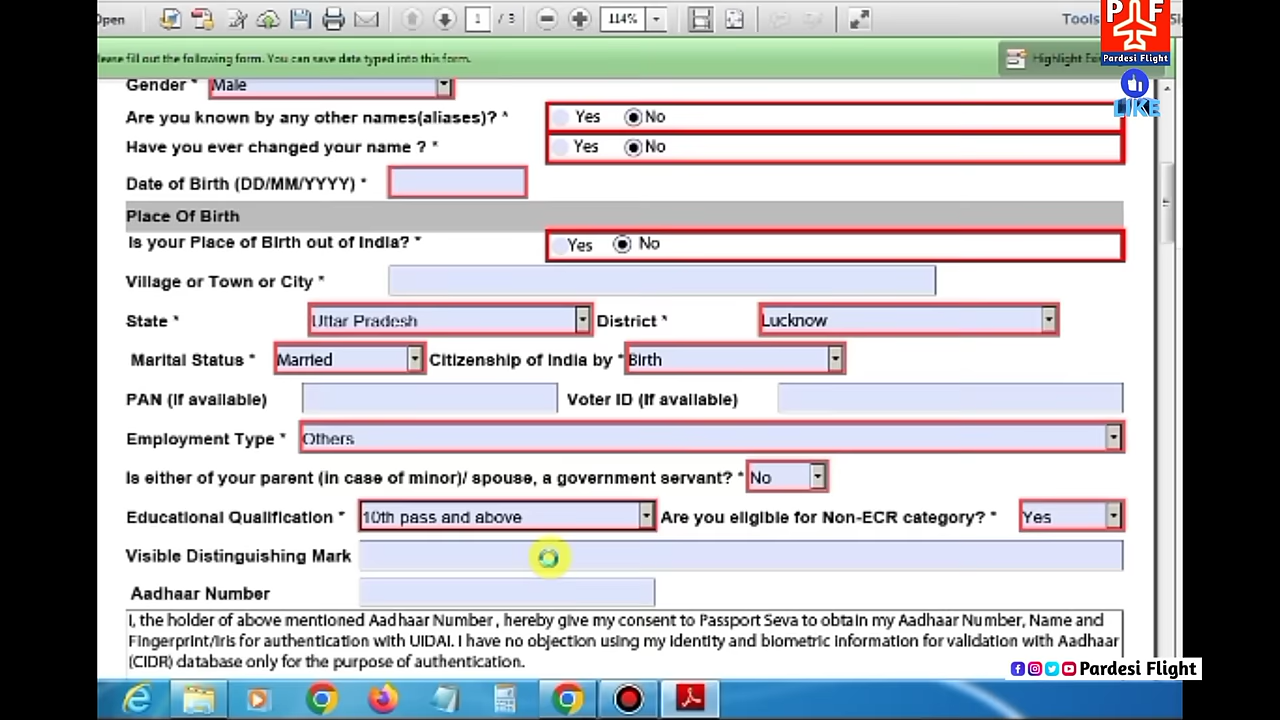 Open
1 / 3
114%
Tools
P F
Pardesi Flight
lease fill out the following form. You can save data typed into this form.
Highlight
LIKE
Gender * Male
Are you known by any other names(aliases)? * Yes No
Have you ever changed your name ? * Yes No
Date of Birth (DD/MM/YYYY) *
Place Of Birth
Is your Place of Birth out of India? * Yes No
Village or Town or City *
State * Uttar Pradesh District * Lucknow
Marital Status * Married Citizenship of India by * Birth
PAN (If available) Voter ID (If available)
Employment Type * Others
Is either of your parent (in case of minor)/ spouse, a government servant? * No
Educational Qualification * 10th pass and above Are you eligible for Non-ECR category? * Yes
Visible Distinguishing Mark
Aadhaar Number
I, the holder of above mentioned Aadhaar Number , hereby give my consent to Passport Seva to obtain my Aadhaar Number, Name and
Fingerprint/Iris for authentication with UIDAI. I have no objection using my identity and biometric information for validation with Aadhaar
(CIDR) database only for the purpose of authentication.
Pardesi Flight